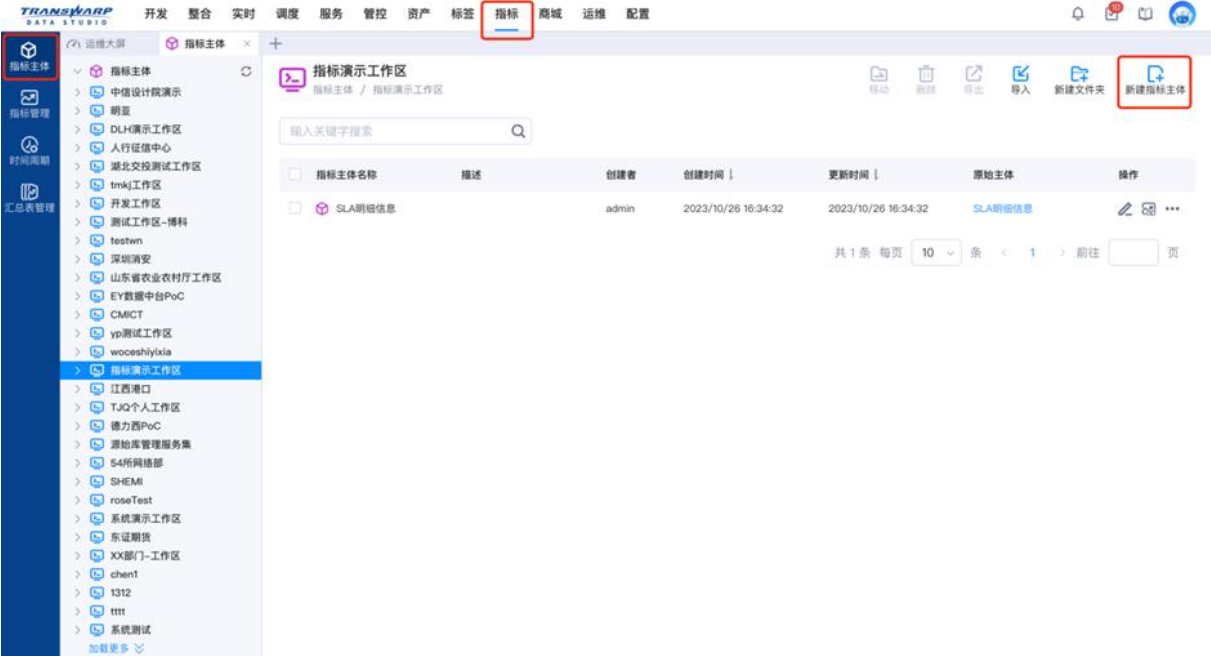 TRANSWARP
DATA STUDIO
开发 整合 实时 调度 服务 管控 资产 标签 指标 商城 运维 配置
运维大屏 指标主体 × +
指标主体
指标管理
时间周期
汇总表管理
指标主体
中信设计院演示
明亚
DLH演示工作区
人行征信中心
湖北交投测试工作区
tmkj工作区
开发工作区
测试工作区-博科
testwn
深圳消安
山东省农业农村厅工作区
EY数据中台PoC
CMICT
yp测试工作区
woceshiyixia
指标演示工作区
江西港口
TJQ个人工作区
德力西PoC
源始库管理服务集
54所网络部
SHEMI
roseTest
系统演示工作区
东证期货
XX部门-工作区
chen1
1312
tttt
系统测试
加载更多
指标演示工作区
指标主体 / 指标演示工作区
移动 删除 导出 导入 新建文件夹 新建指标主体
输入关键字搜索
指标主体名称 描述 创建者 创建时间 更新时间 原始主体 操作
SLA明细信息 admin 2023/10/26 16:34:32 2023/10/26 16:34:32 SLA明细信息
共 1 条 每页 10 条 < 1 > 前往 页